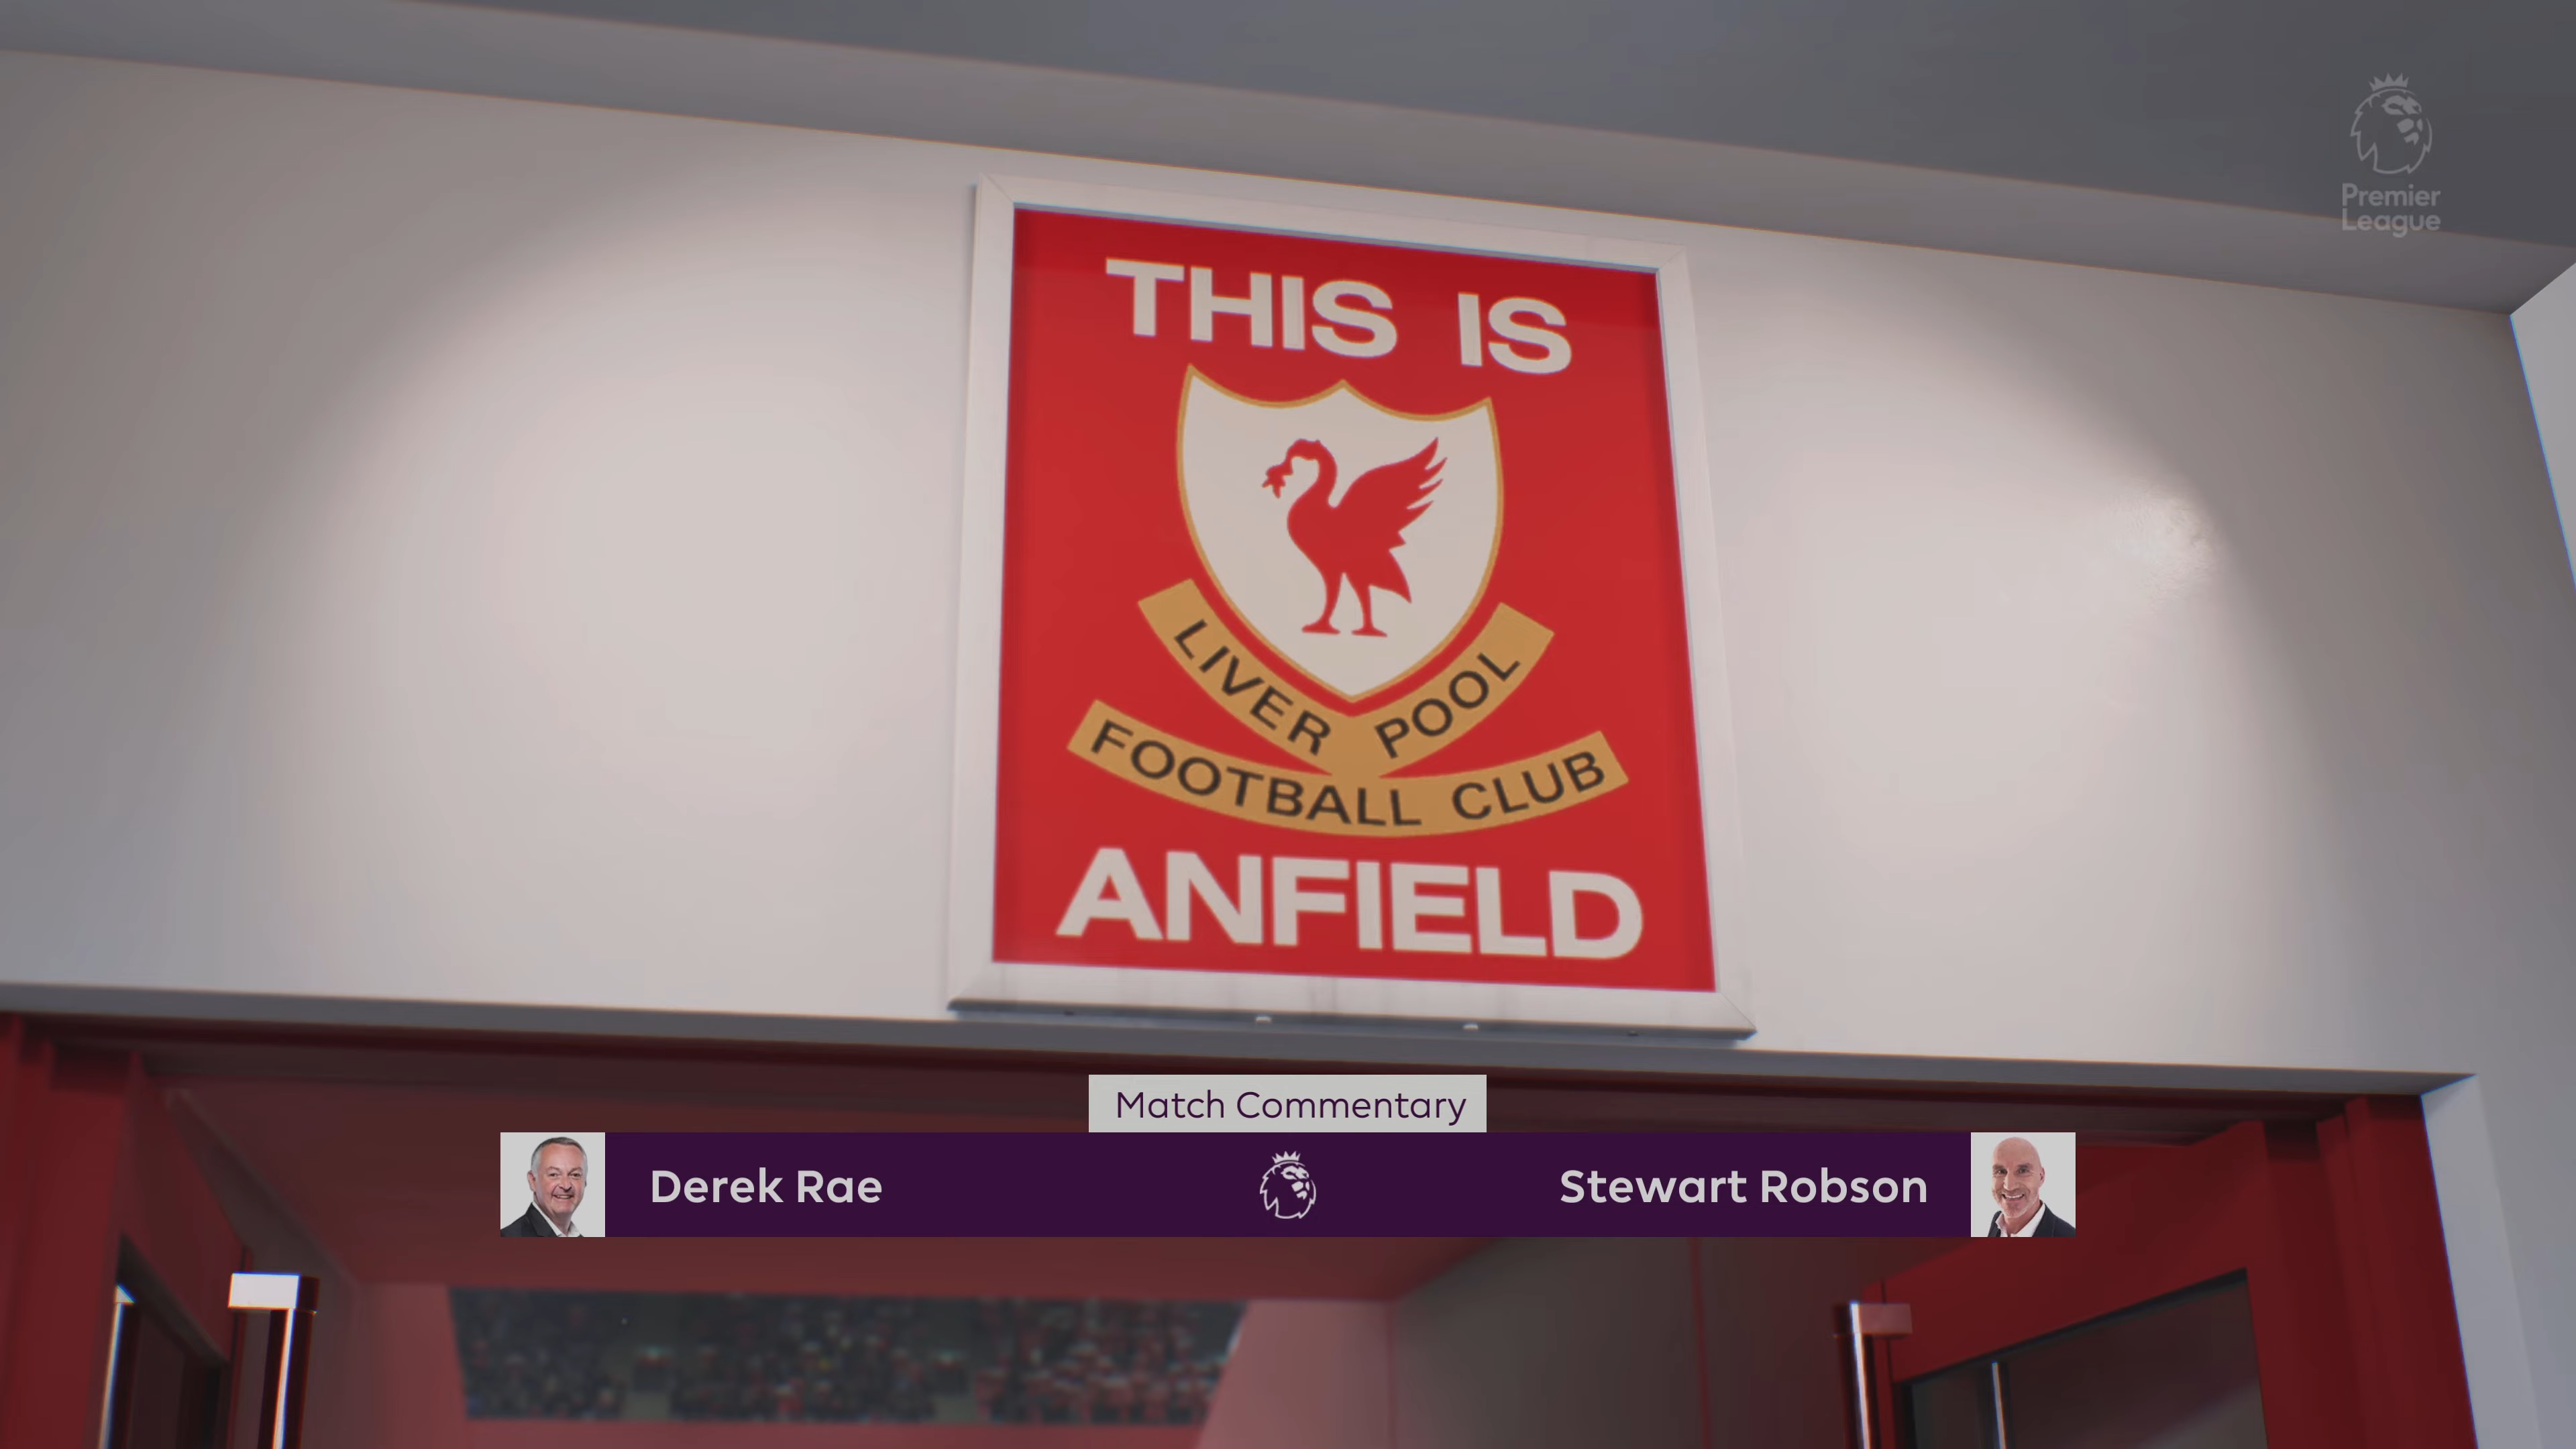 Premier
League
THIS IS
LIVER POOL
FOOTBALL CLUB
ANFIELD
Match Commentary
Derek Rae
Stewart Robson